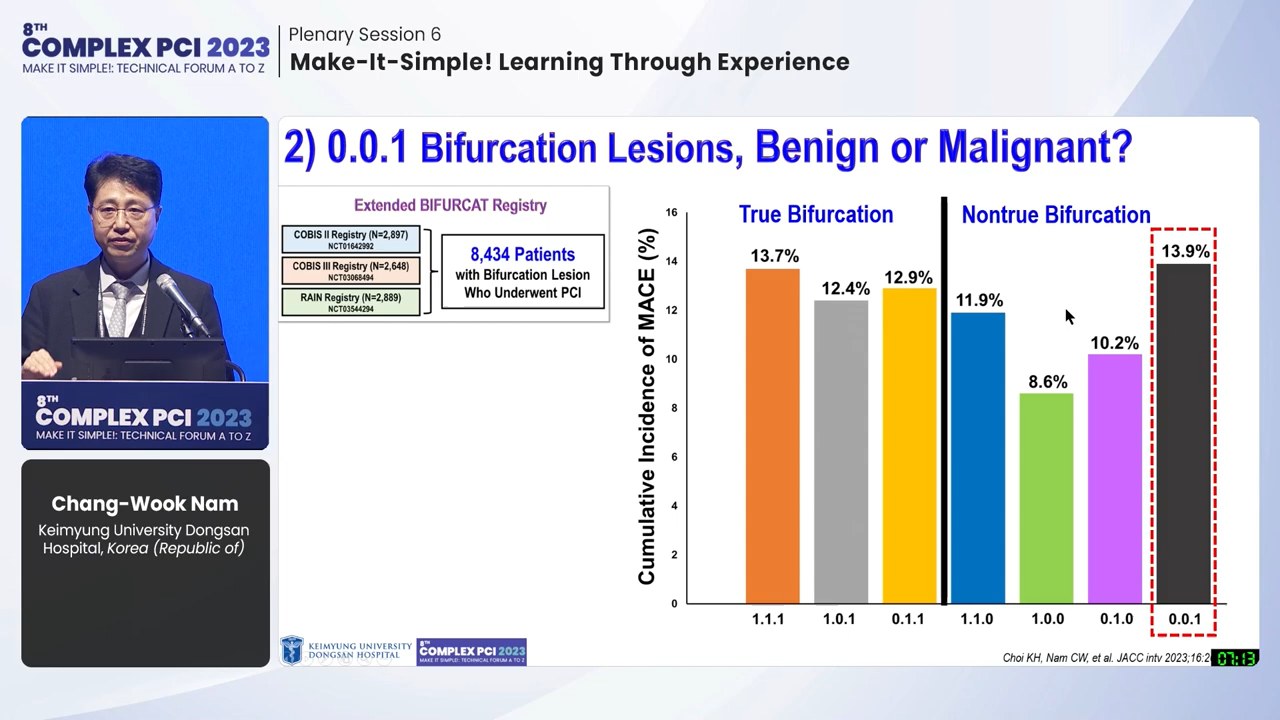 8TH
COMPLEX PCI 2023
MAKE IT SIMPLE!: TECHNICAL FORUM A TO Z
Plenary Session 6
Make-It-Simple! Learning Through Experience
8TH
COMPLEX PCI 2023
MAKE IT SIMPLE!: TECHNICAL FORUM A TO Z
Chang-Wook Nam
Keimyung University Dongsan
Hospital, Korea (Republic of)
2) 0.0.1 Bifurcation Lesions, Benign or Malignant?
Extended BIFURCAT Registry
COBIS II Registry (N=2,897)
NCT01642992
COBIS III Registry (N=2,648)
NCT03068494
RAIN Registry (N=2,889)
NCT03544294
8,434 Patients
with Bifurcation Lesion
Who Underwent PCI
Cumulative Incidence of MACE (%)
16
14
12
10
8
6
4
2
0
True Bifurcation
Nontrue Bifurcation
13.7%
12.4%
12.9%
11.9%
8.6%
10.2%
13.9%
1.1.1
1.0.1
0.1.1
1.1.0
1.0.0
0.1.0
0.0.1
KEIMYUNG UNIVERSITY
DONGSAN HOSPITAL
8TH
COMPLEX PCI 2023
MAKE IT SIMPLE!: TECHNICAL FORUM A TO Z
Choi KH, Nam CW, et al. JACC intv 2023;16:2
07:13